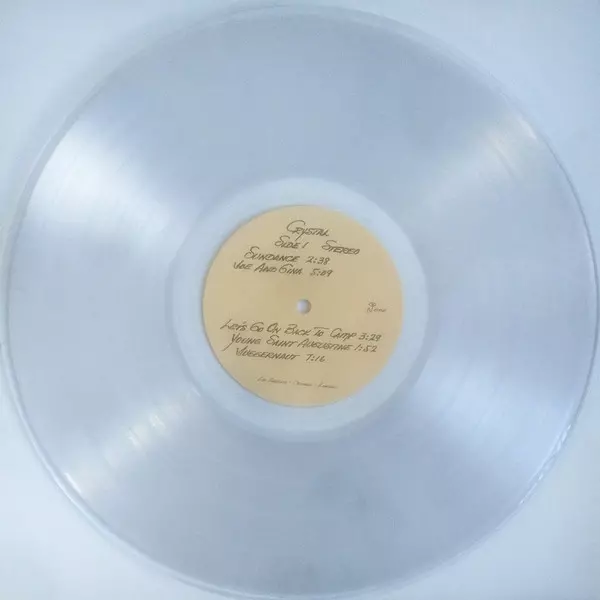 CRYSTAL
SIDE 1 STEREO
SUNDANCE 2:38
JOE AND GINA 5:09
LET'S GO ON BACK TO CAMP 3:29
YOUNG SAINT AUGUSTINE 1:52
JUGGERNAUT 7:16